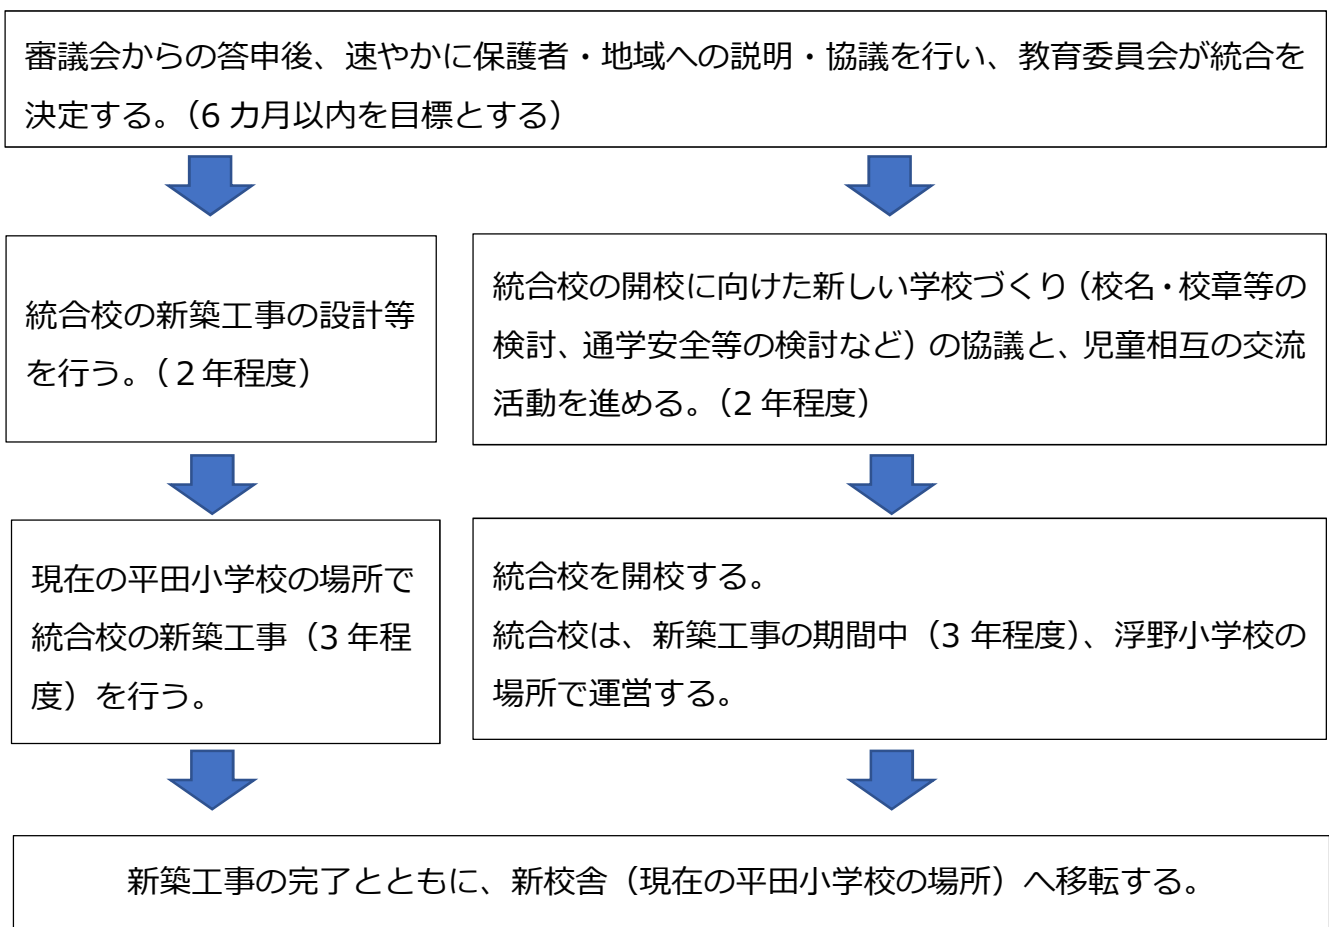 審議会からの答申後、速やかに保護者・地域への説明・協議を行い、教育委員会が統合を
決定する。（6 カ月以内を目標とする）
統合校の新築工事の設計等
を行う。（２年程度）
統合校の開校に向けた新しい学校づくり（校名・校章等の
検討、通学安全等の検討など）の協議と、児童相互の交流
活動を進める。（2 年程度）
現在の平田小学校の場所で
統合校の新築工事（3 年程
度）を行う。
統合校を開校する。
統合校は、新築工事の期間中（3 年程度）、浮野小学校の
場所で運営する。
新築工事の完了とともに、新校舎（現在の平田小学校の場所）へ移転する。